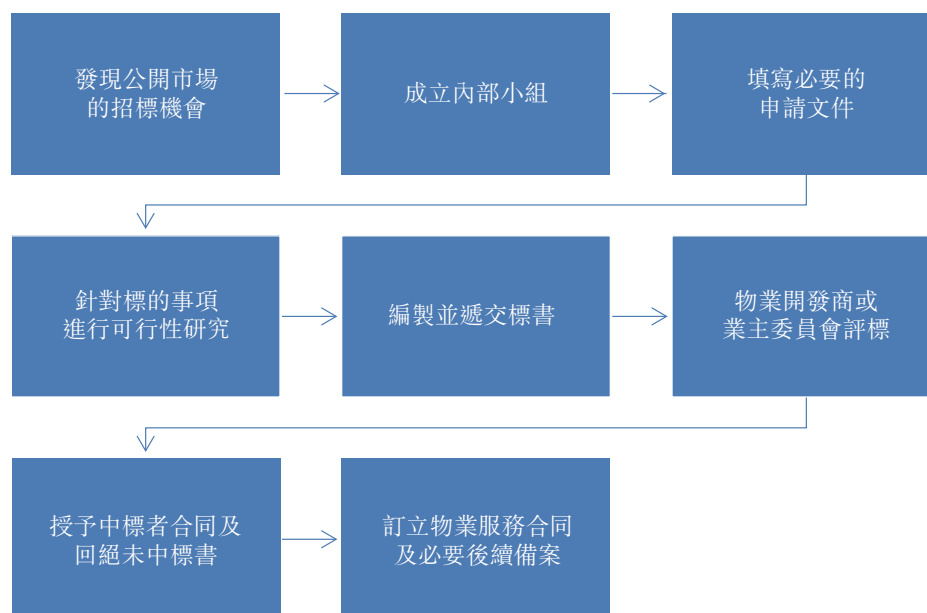 發現公開市場
的招標機會
成立內部小組
填寫必要的
申請文件
針對標的事項
進行可行性研究
編製並遞交標書
物業開發商或
業主委員會評標
授予中標者合同及
回絕未中標書
訂立物業服務合同
及必要後續備案